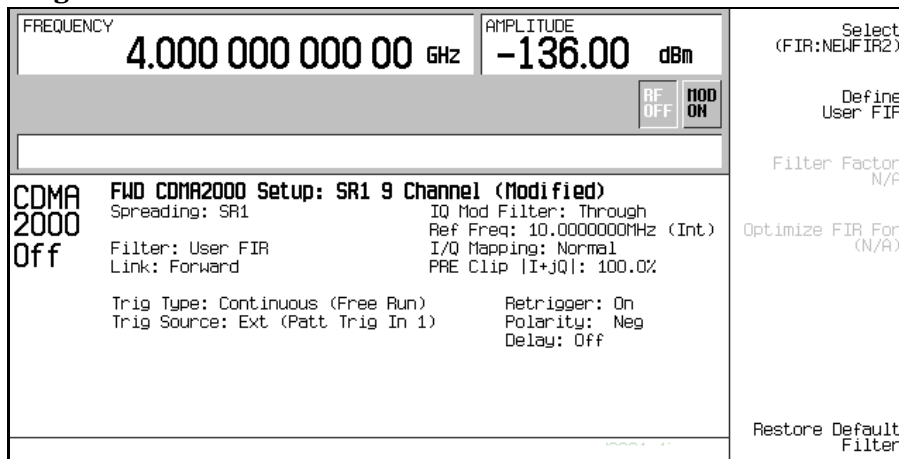 FREQUENCY
4.000 000 000 00 GHz
AMPLITUDE
-136.00 dBm
RF OFF
MOD ON
CDMA
2000
Off
FWD CDMA2000 Setup: SR1 9 Channel (Modified)
Spreading: SR1
IQ Mod Filter: Through
Ref Freq: 10.0000000MHz (Int)
Filter: User FIR
I/Q Mapping: Normal
Link: Forward
PRE Clip |I+jQ|: 100.0%
Trig Type: Continuous (Free Run)
Retrigger: On
Trig Source: Ext (Patt Trig In 1)
Polarity: Neg
Delay: Off
Select
(FIR:NEWFIR2)
Define
User FIR
Filter Factor
N/A
Optimize FIR For
(N/A)
Restore Default
Filter